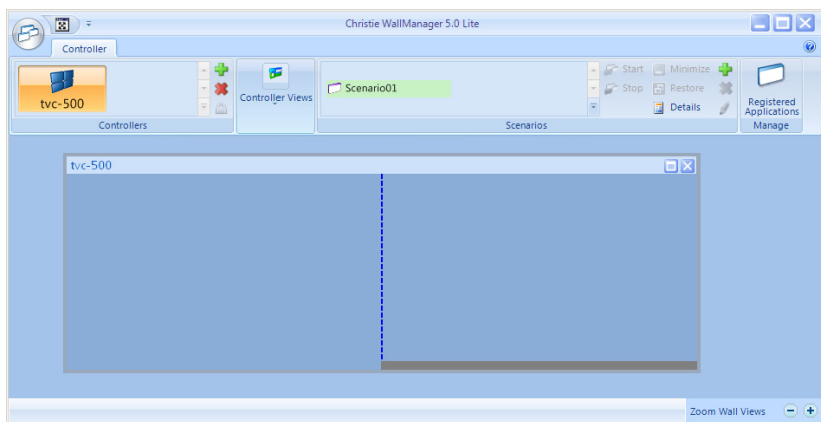 Christie WallManager 5.0 Lite
Controller
tvc-500
Controllers
Controller Views
Scenario01
Start
Minimize
Stop
Restore
Details
Scenarios
Registered
Applications
Manage
tvc-500
Zoom Wall Views